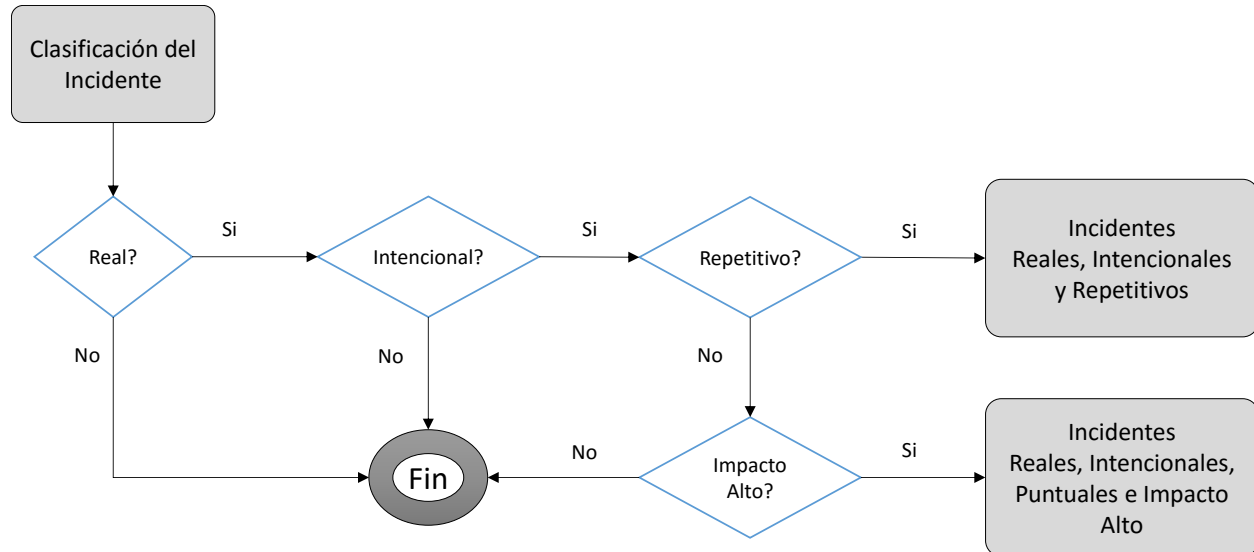 Clasificación del
Incidente
Real?
Si
Intencional?
Si
Repetitivo?
Si
Incidentes
Reales, Intencionales
y Repetitivos
No
No
No
Fin
No
Impacto
Alto?
Si
Incidentes
Reales, Intencionales,
Puntuales e Impacto
Alto